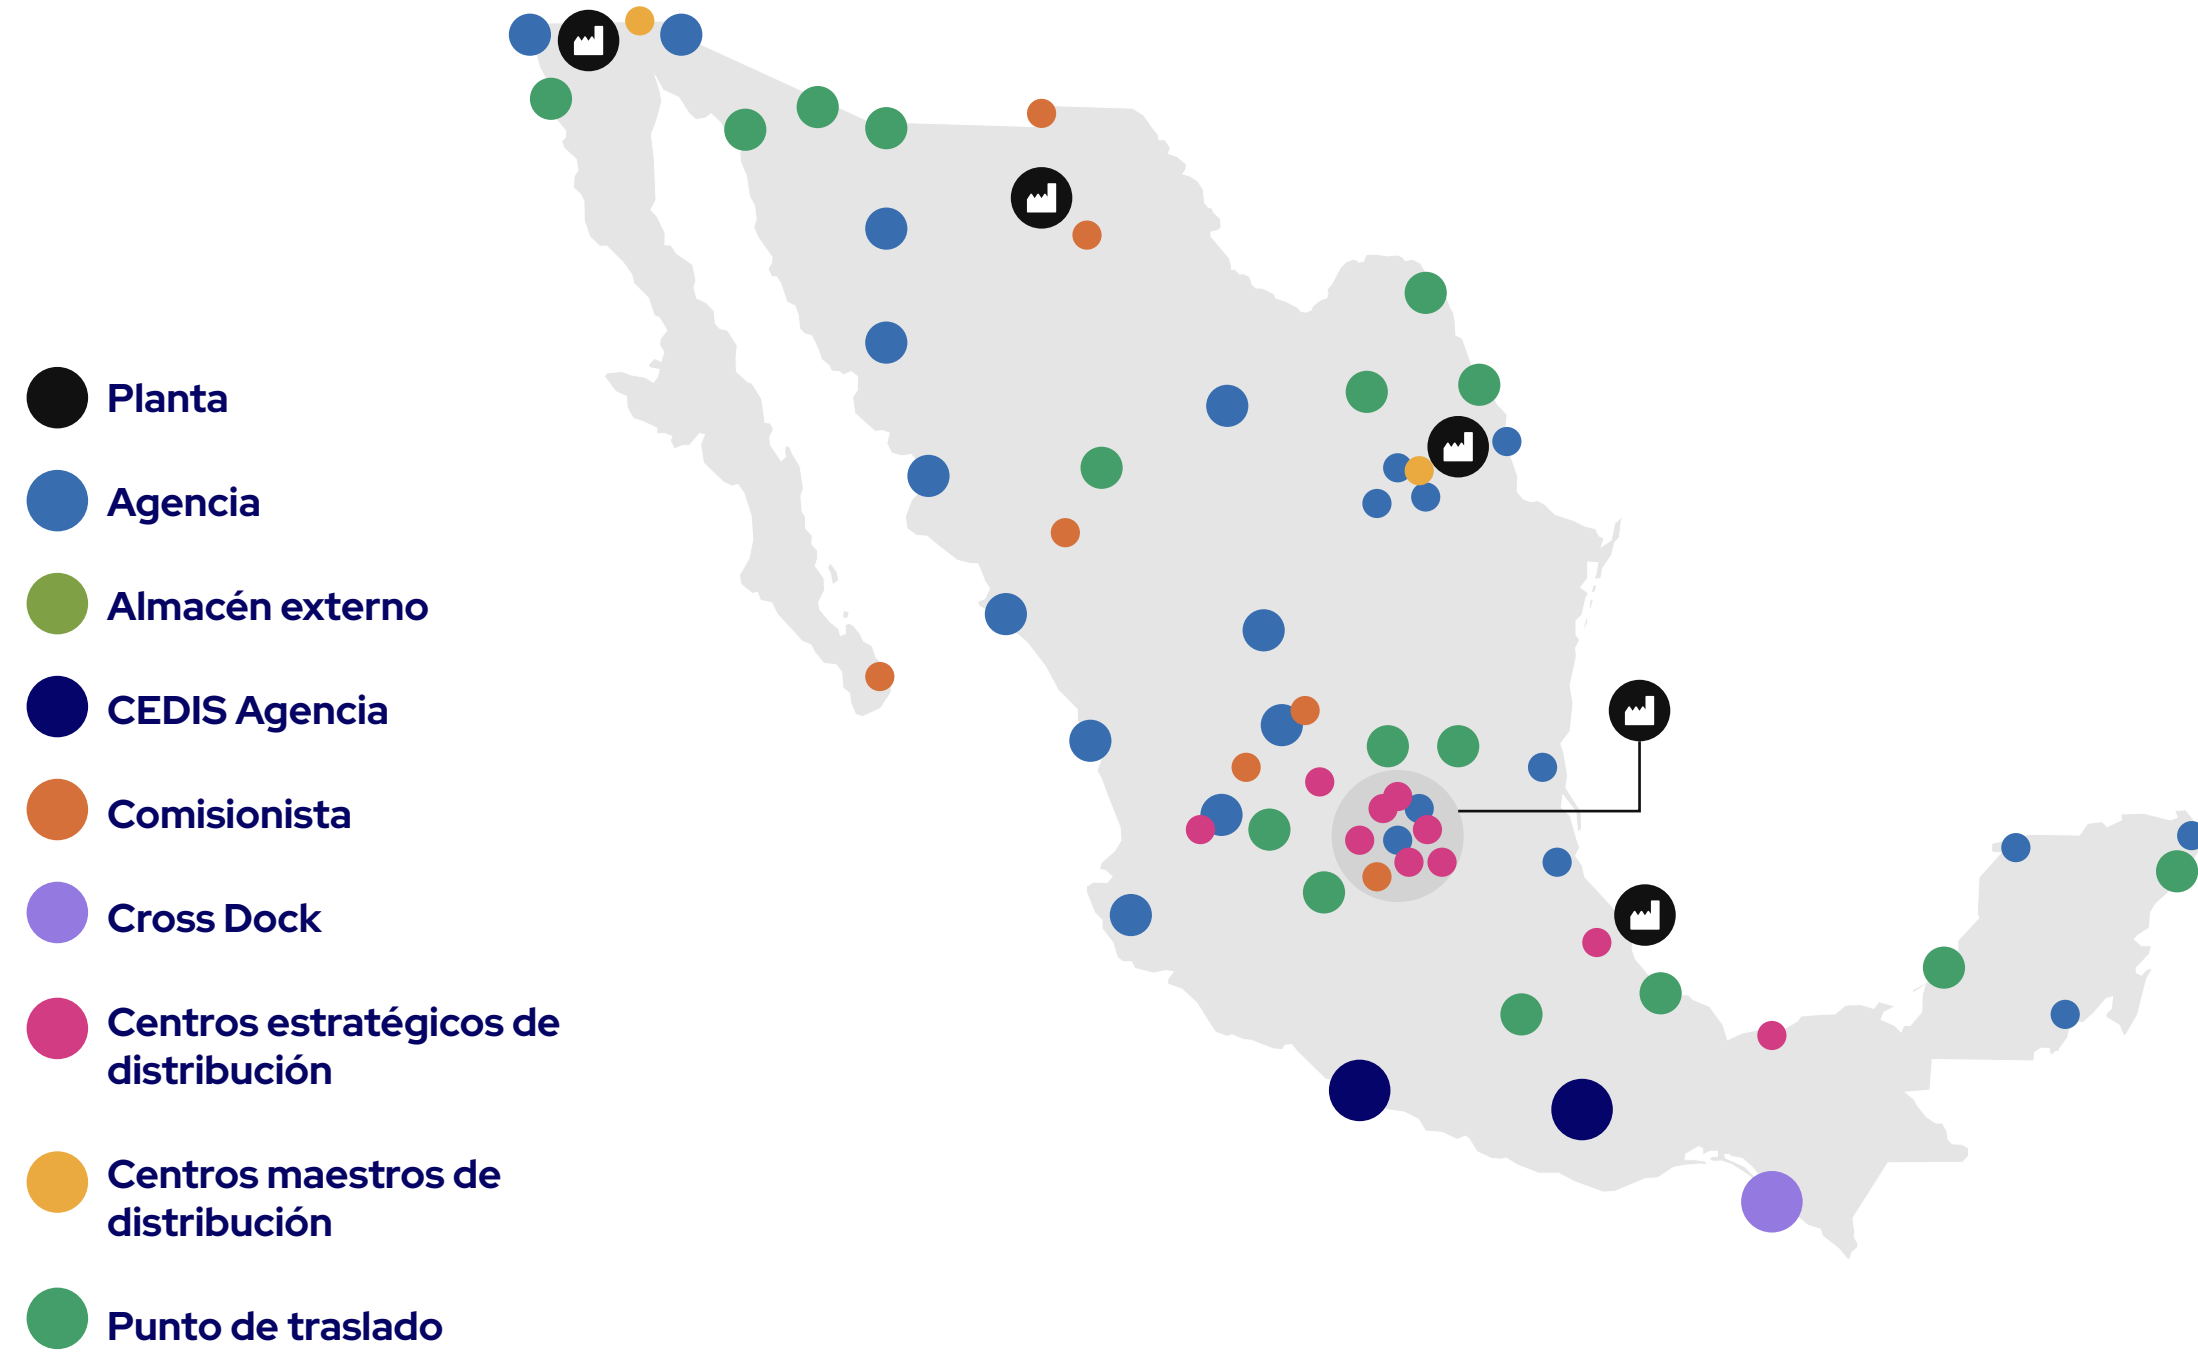 Planta
Agencia
Almacén externo
CEDIS Agencia
Comisionista
Cross Dock
Centros estratégicos de
distribución
Centros maestros de
distribución
Punto de traslado